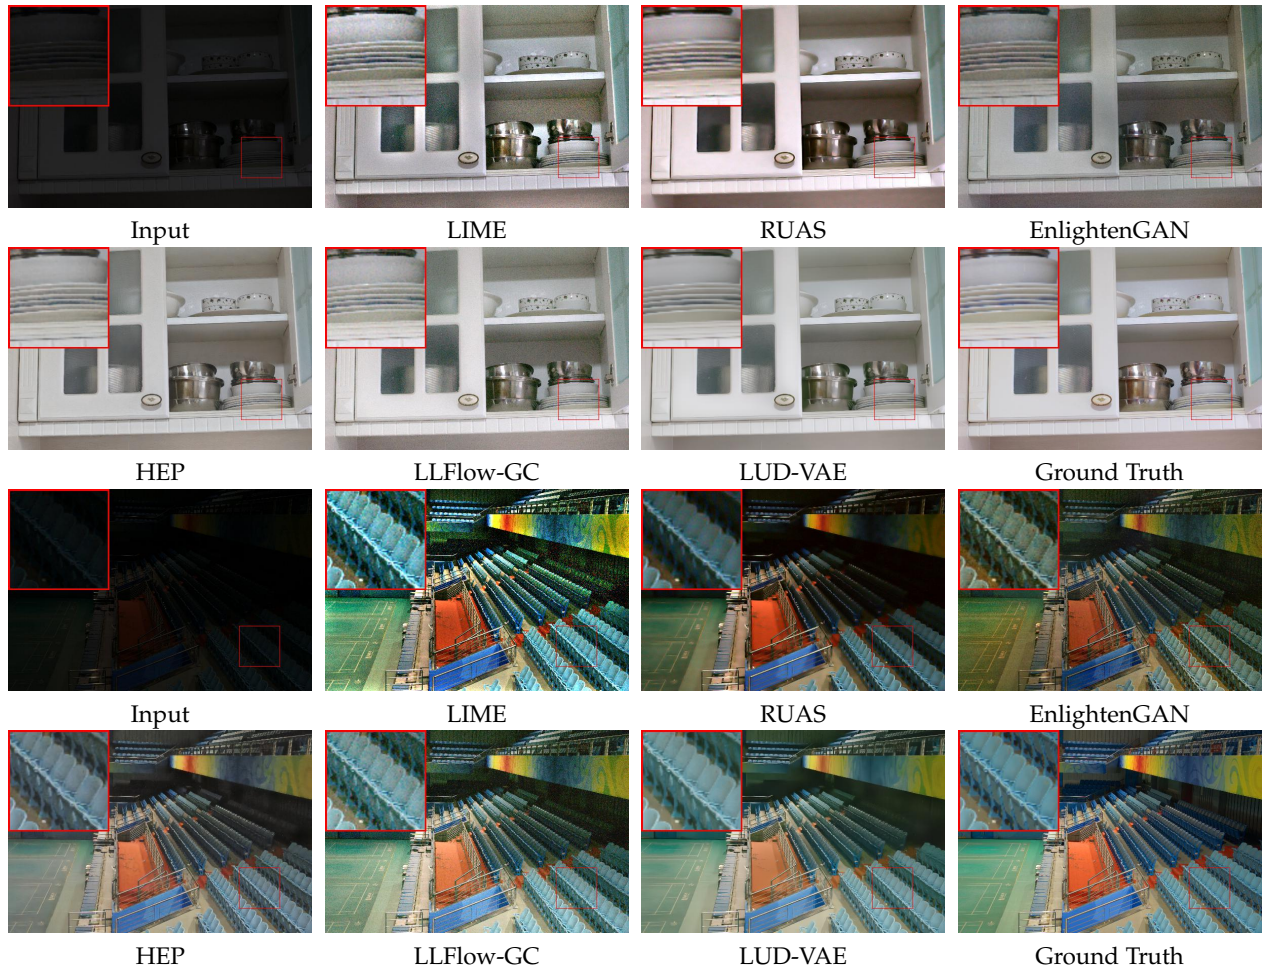 Input LIME RUAS EnlightenGAN
HEP LLFlow-GC LUD-VAE Ground Truth
Input LIME RUAS EnlightenGAN
HEP LLFlow-GC LUD-VAE Ground Truth